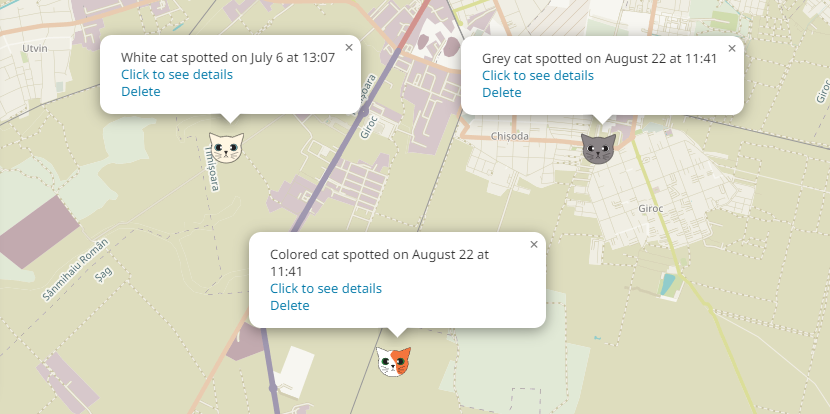 Utvin
White cat spotted on July 6 at 13:07
×
Click to see details
Delete
Grey cat spotted on August 22 at 11:41
×
Click to see details
Delete
Giroc
Chișoda
Timișoara
Giroc
Sânmihaiu Român
Șag
Colored cat spotted on August 22 at
11:41
×
Click to see details
Delete